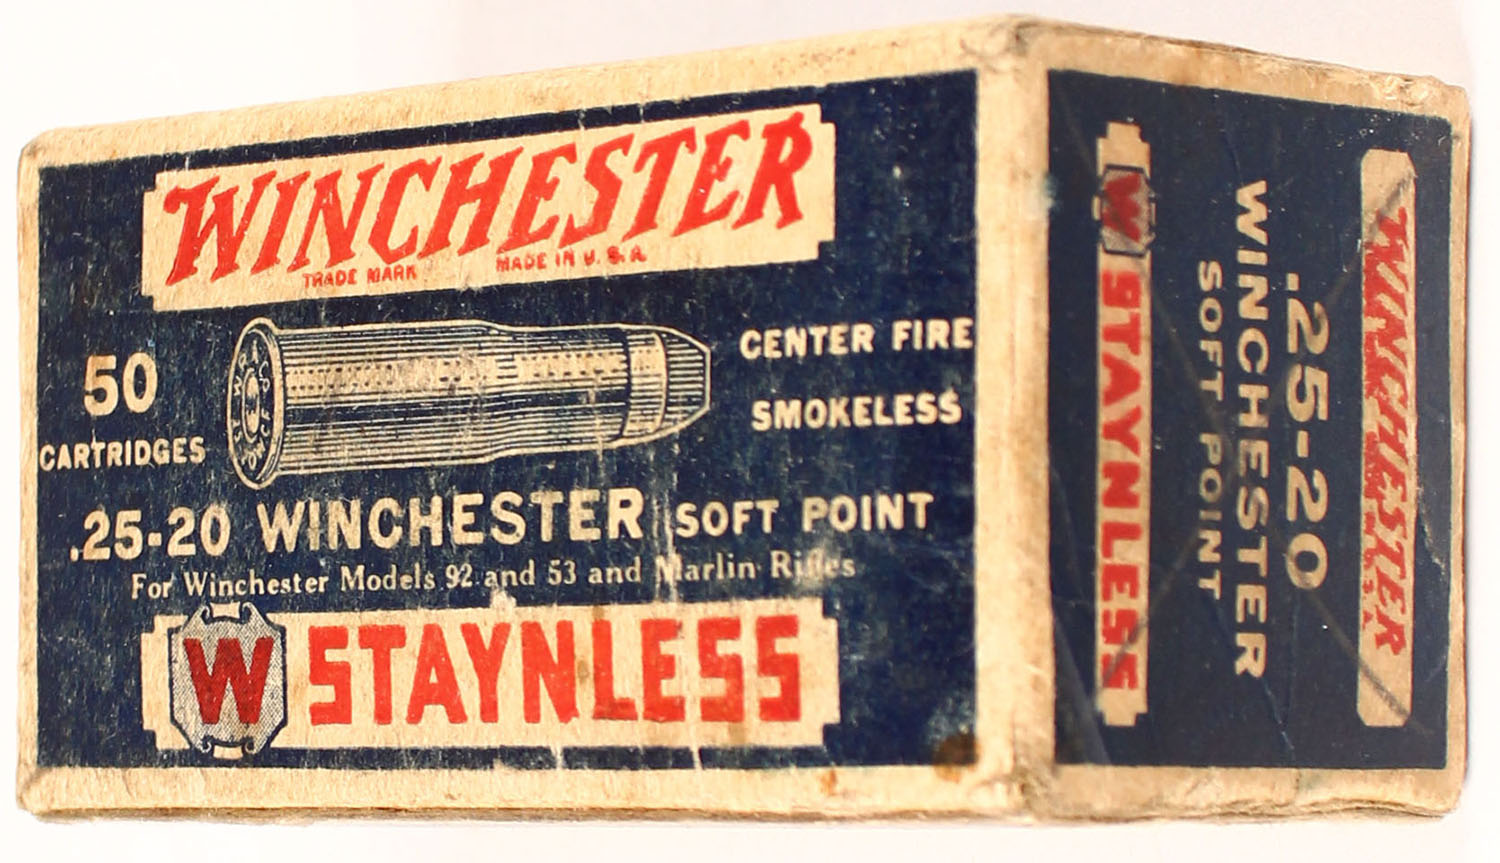 WINCHESTER
TRADE MARK MADE IN U. S. A.
50
CARTRIDGES
CENTER FIRE
SMOKELESS
.25-20 WINCHESTER SOFT POINT
For Winchester Models 92 and 53 and Marlin Rifles
W STAYNLESS
WINCHESTER
.25-20
WINCHESTER
SOFT POINT
W STAYNLESS